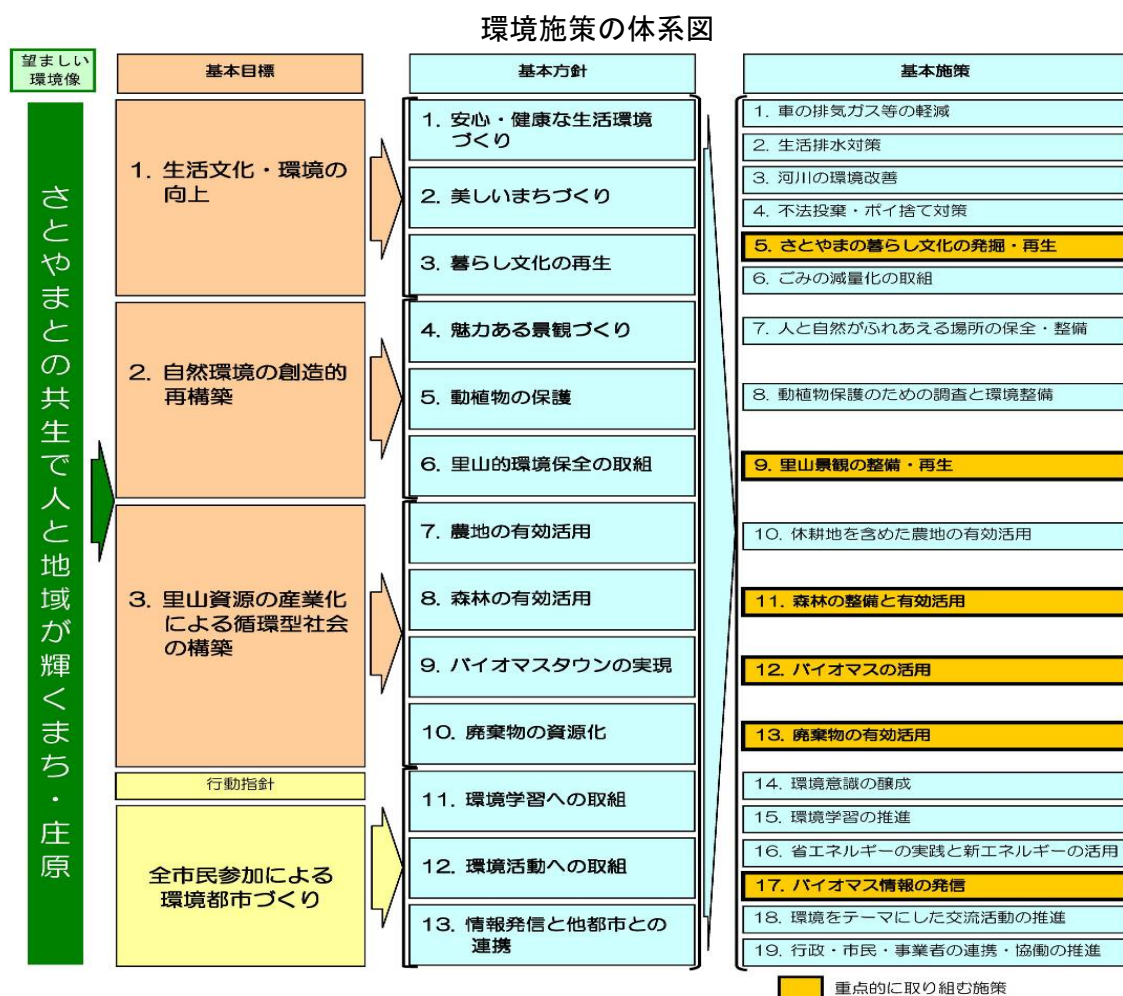 環境施策の体系図
望ましい
環境像
さとやまとの共生で人と地域が輝くまち・庄原
基本目標
1. 生活文化・環境の
向上
2. 自然環境の創造的
再構築
3. 里山資源の産業化
による循環型社会
の構築
行動指針
全市民参加による
環境都市づくり
基本方針
1. 安心・健康な生活環境
づくり
2. 美しいまちづくり
3. 暮らし文化の再生
4. 魅力ある景観づくり
5. 動植物の保護
6. 里山的環境保全の取組
7. 農地の有効活用
8. 森林の有効活用
9. バイオマスタウンの実現
10. 廃棄物の資源化
11. 環境学習への取組
12. 環境活動への取組
13. 情報発信と他都市との
連携
基本施策
1. 車の排気ガス等の軽減
2. 生活排水対策
3. 河川の環境改善
4. 不法投棄・ポイ捨て対策
5. さとやまの暮らし文化の発掘・再生
6. ごみの減量化の取組
7. 人と自然がふれあえる場所の保全・整備
8. 動植物保護のための調査と環境整備
9. 里山景観の整備・再生
10. 休耕地を含めた農地の有効活用
11. 森林の整備と有効活用
12. バイオマスの活用
13. 廃棄物の有効活用
14. 環境意識の醸成
15. 環境学習の推進
16. 省エネルギーの実践と新エネルギーの活用
17. バイオマス情報の発信
18. 環境をテーマにした交流活動の推進
19. 行政・市民・事業者の連携・協働の推進
重点的に取り組む施策